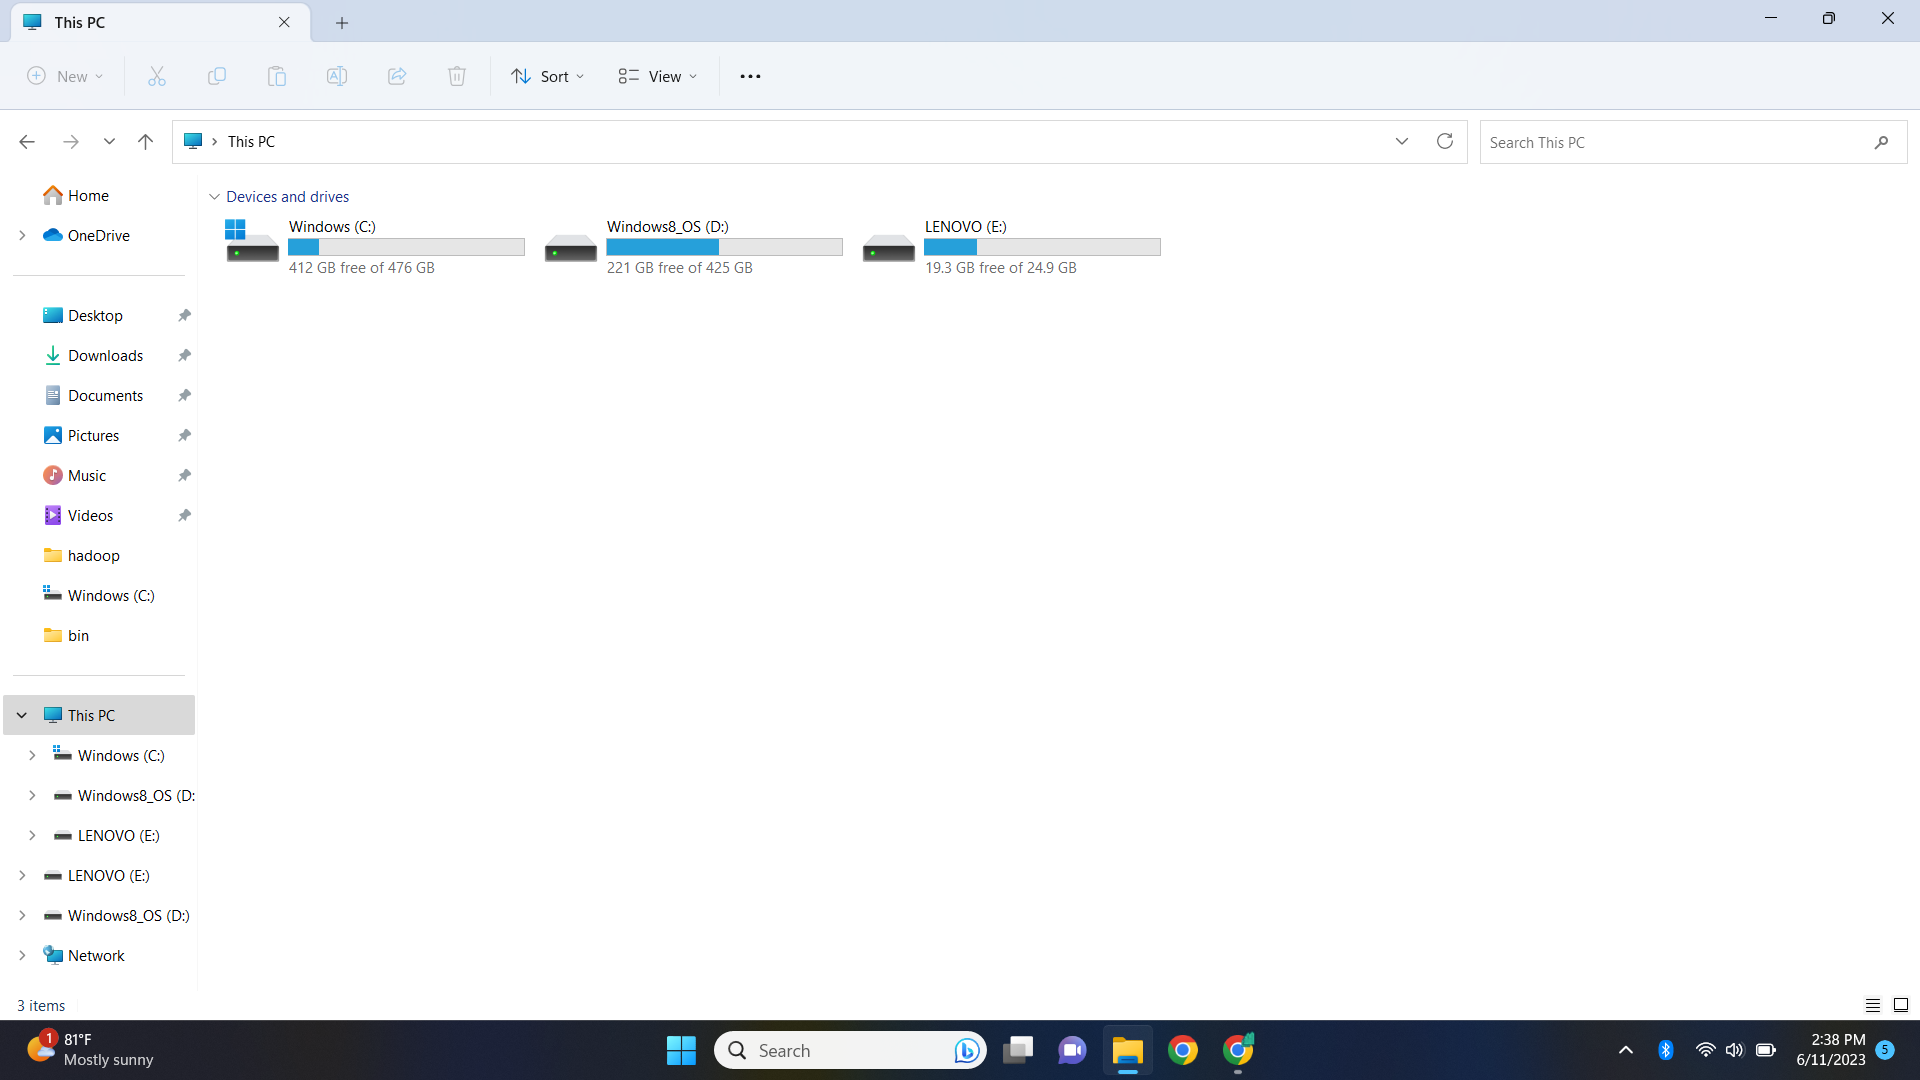 This PC
New
Sort
View
This PC
Search This PC
Home
OneDrive
Desktop
Downloads
Documents
Pictures
Music
Videos
hadoop
Windows (C:)
bin
This PC
Windows (C:)
Windows8_OS (D:
LENOVO (E:)
LENOVO (E:)
Windows8_OS (D:)
Network
Devices and drives
Windows (C:)
412 GB free of 476 GB
Windows8_OS (D:)
221 GB free of 425 GB
LENOVO (E:)
19.3 GB free of 24.9 GB
3 items
1
81°F
Mostly sunny
Search
2:38 PM
6/11/2023
5